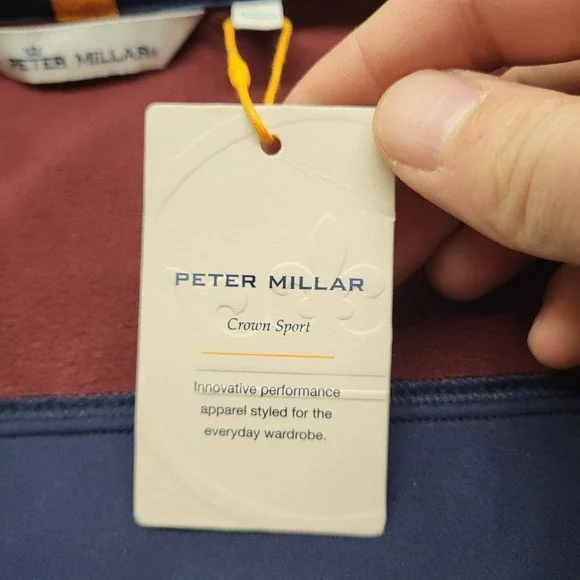 PETER MILLAR
PETER MILLAR
Crown Sport
Innovative performance
apparel styled for the
everyday wardrobe.